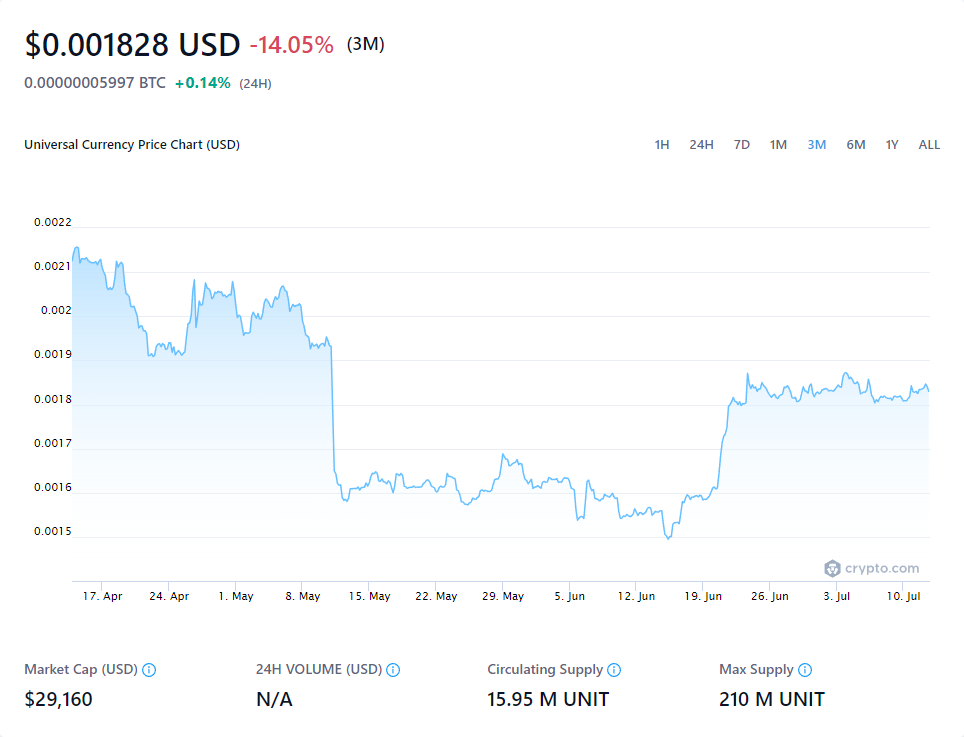 $0.001828 USD -14.05% (3M)
0.00000005997 BTC +0.14% (24H)
Universal Currency Price Chart (USD)
1H 24H 7D 1M 3M 6M 1Y ALL
0.0022
0.0021
0.002
0.0019
0.0018
0.0017
0.0016
0.0015
crypto.com
17. Apr 24. Apr 1. May 8. May 15. May 22. May 29. May 5. Jun 12. Jun 19. Jun 26. Jun 3. Jul 10. Jul
Market Cap (USD) 24H VOLUME (USD) Circulating Supply Max Supply
$29,160 N/A 15.95 M UNIT 210 M UNIT